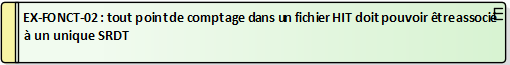 EX-FONCT-02 : tout point de comptage dans un fichier HIT doit pouvoir être associé E
à un unique SRDT